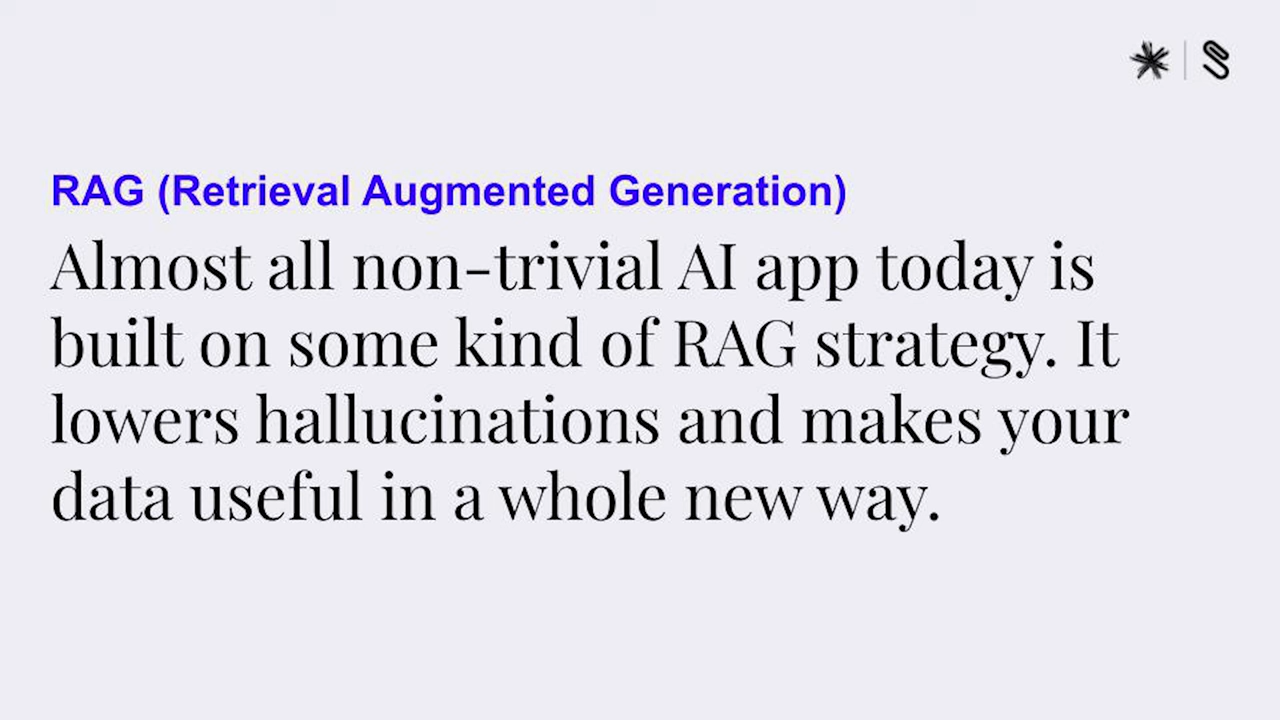 RAG (Retrieval Augmented Generation)
Almost all non-trivial AI app today is
built on some kind of RAG strategy. It
lowers hallucinations and makes your
data useful in a whole new way.